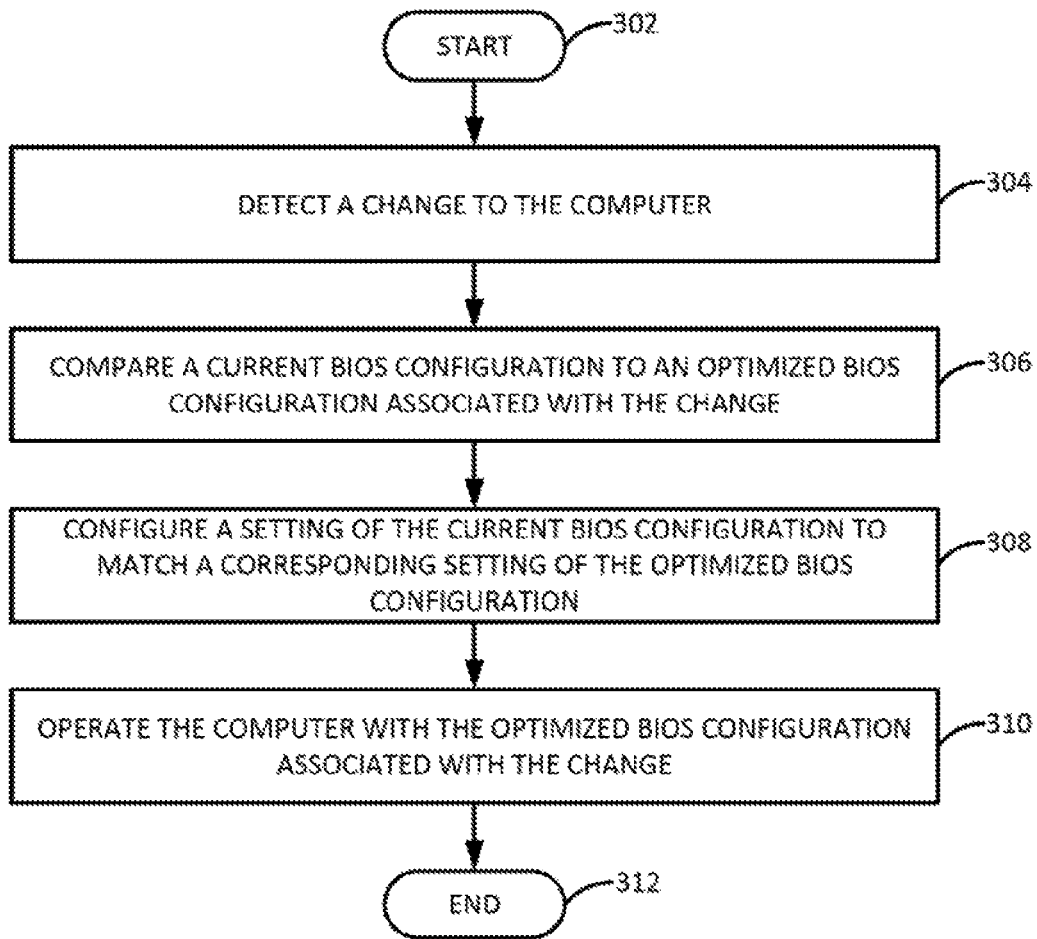 START
302
DETECT A CHANGE TO THE COMPUTER
304
COMPARE A CURRENT BIOS CONFIGURATION TO AN OPTIMIZED BIOS
CONFIGURATION ASSOCIATED WITH THE CHANGE
306
CONFIGURE A SETTING OF THE CURRENT BIOS CONFIGURATION TO
MATCH A CORRESPONDING SETTING OF THE OPTIMIZED BIOS
CONFIGURATION
308
OPERATE THE COMPUTER WITH THE OPTIMIZED BIOS CONFIGURATION
ASSOCIATED WITH THE CHANGE
310
END
312